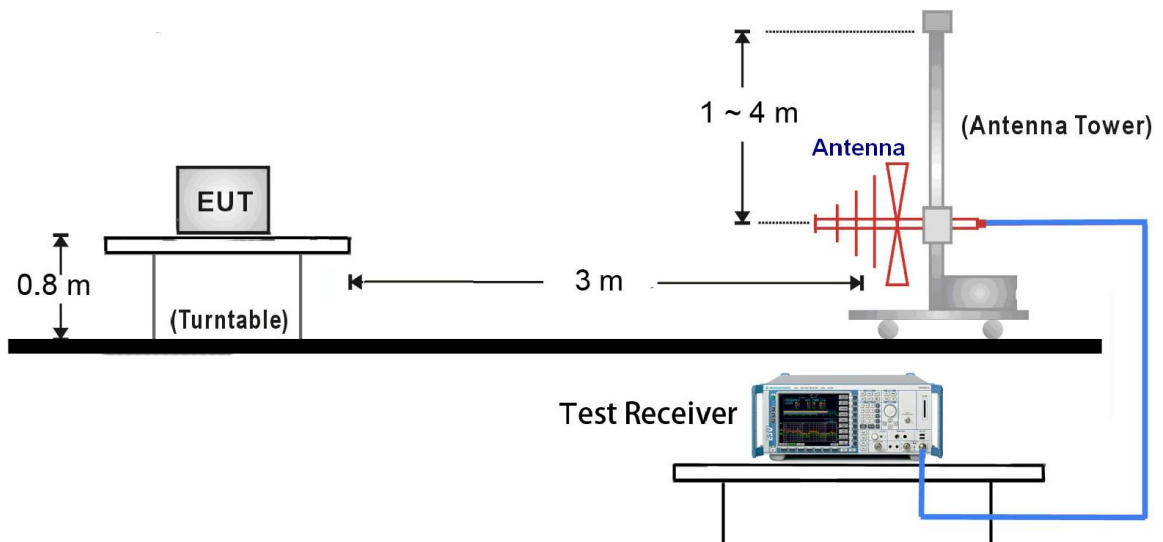 1 ~ 4 m
(Antenna Tower)
Antenna
EUT
0.8 m
3 m
(Turntable)
Test Receiver